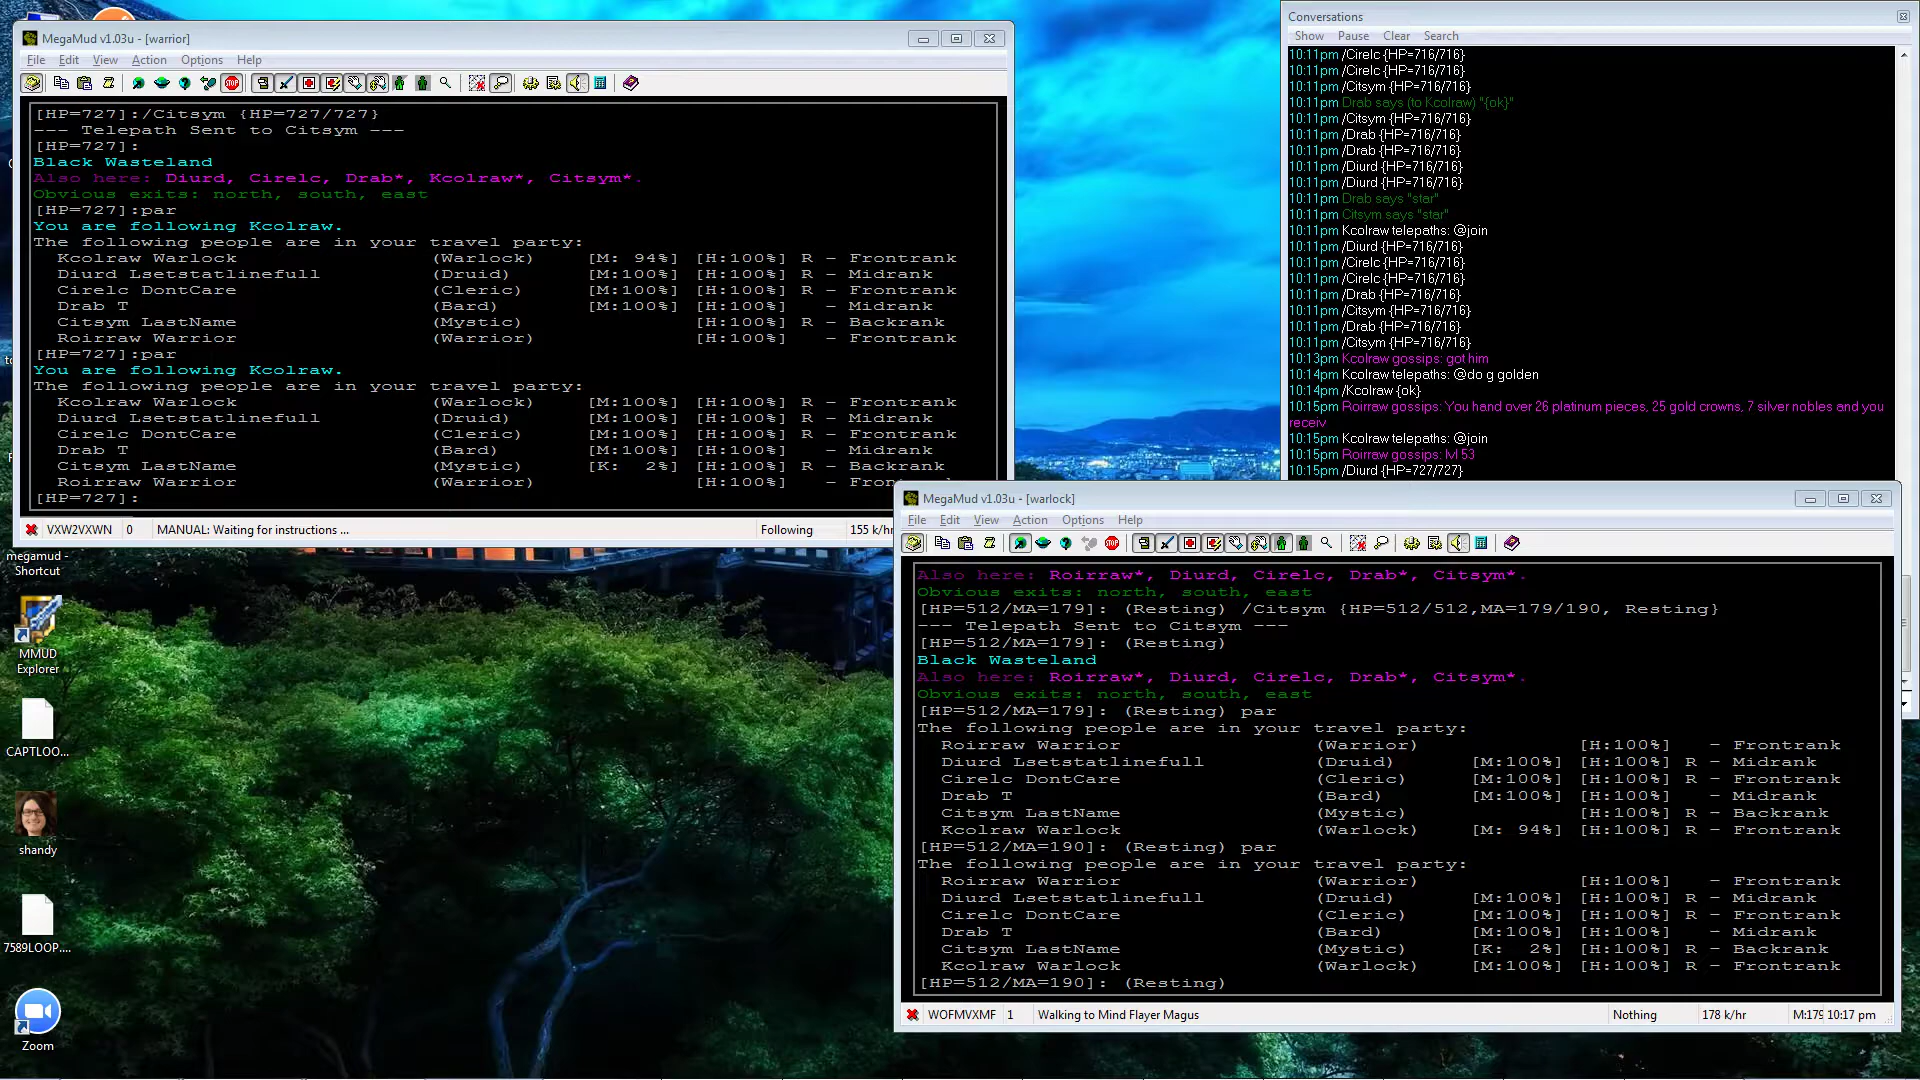 MegaMud v1.03u - [warrior]
File Edit View Action Options Help
[HP=727]:/Citsym {HP=727/727}
--- Telepath Sent to Citsym ---
[HP=727]:
Black Wasteland
Also here: Diurd, Cirelc, Drab*, Kcolraw*, Citsym*.
Obvious exits: north, south, east
[HP=727]:par
You are following Kcolraw.
The following people are in your travel party:
Kcolraw Warlock (Warlock) [M: 94%] [H:100%] R - Frontrank
Diurd Lsetstatlinefull (Druid) [M:100%] [H:100%] R - Midrank
Cirelc DontCare (Cleric) [M:100%] [H:100%] R - Frontrank
Drab T (Bard) [M:100%] [H:100%] - Midrank
Citsym LastName (Mystic) [H:100%] R - Backrank
Roirraw Warrior (Warrior) [H:100%] - Frontrank
[HP=727]:par
You are following Kcolraw.
The following people are in your travel party:
Kcolraw Warlock (Warlock) [M:100%] [H:100%] R - Frontrank
Diurd Lsetstatlinefull (Druid) [M:100%] [H:100%] R - Midrank
Cirelc DontCare (Cleric) [M:100%] [H:100%] R - Frontrank
Drab T (Bard) [M:100%] [H:100%] - Midrank
Citsym LastName (Mystic) [K: 2%] [H:100%] R - Backrank
Roirraw Warrior (Warrior) [H:100%] - Fron
[HP=727]:
VXW2VXWN 0 MANUAL: Waiting for instructions ... Following 155 k/hr
Conversations
Show Pause Clear Search
10:11pm /Cirelc {HP=716/716}
10:11pm /Cirelc {HP=716/716}
10:11pm /Citsym {HP=716/716}
10:11pm Drab says (to Kcolraw) "{ok}"
10:11pm /Citsym {HP=716/716}
10:11pm /Drab {HP=716/716}
10:11pm /Drab {HP=716/716}
10:11pm /Diurd {HP=716/716}
10:11pm /Diurd {HP=716/716}
10:11pm Drab says "star"
10:11pm Citsym says "star"
10:11pm Kcolraw telepaths: @join
10:11pm /Diurd {HP=716/716}
10:11pm /Cirelc {HP=716/716}
10:11pm /Cirelc {HP=716/716}
10:11pm /Drab {HP=716/716}
10:11pm /Citsym {HP=716/716}
10:11pm /Drab {HP=716/716}
10:11pm /Citsym {HP=716/716}
10:13pm Kcolraw gossips: got him
10:14pm Kcolraw telepaths: @do g golden
10:14pm /Kcolraw {ok}
10:15pm Roirraw gossips: You hand over 26 platinum pieces, 25 gold crowns, 7 silver nobles and you
receiv
10:15pm Kcolraw telepaths: @join
10:15pm Roirraw gossips: lvl 53
10:15pm /Diurd {HP=727/727}
MegaMud v1.03u - [warlock]
File Edit View Action Options Help
Also here: Roirraw*, Diurd, Cirelc, Drab*, Citsym*.
Obvious exits: north, south, east
[HP=512/MA=179]: (Resting) /Citsym {HP=512/512,MA=179/190, Resting}
--- Telepath Sent to Citsym ---
[HP=512/MA=179]: (Resting)
Black Wasteland
Also here: Roirraw*, Diurd, Cirelc, Drab*, Citsym*.
Obvious exits: north, south, east
[HP=512/MA=179]: (Resting) par
The following people are in your travel party:
Roirraw Warrior (Warrior) [H:100%] - Frontrank
Diurd Lsetstatlinefull (Druid) [M:100%] [H:100%] R - Midrank
Cirelc DontCare (Cleric) [M:100%] [H:100%] R - Frontrank
Drab T (Bard) [M:100%] [H:100%] - Midrank
Citsym LastName (Mystic) [H:100%] R - Backrank
Kcolraw Warlock (Warlock) [M: 94%] [H:100%] R - Frontrank
[HP=512/MA=190]: (Resting) par
The following people are in your travel party:
Roirraw Warrior (Warrior) [H:100%] - Frontrank
Diurd Lsetstatlinefull (Druid) [M:100%] [H:100%] R - Midrank
Cirelc DontCare (Cleric) [M:100%] [H:100%] R - Frontrank
Drab T (Bard) [M:100%] [H:100%] - Midrank
Citsym LastName (Mystic) [K: 2%] [H:100%] R - Backrank
Kcolraw Warlock (Warlock) [M:100%] [H:100%] R - Frontrank
[HP=512/MA=190]: (Resting)
WOFMVXMF 1 Walking to Mind Flayer Magus Nothing 178 k/hr M:179 10:17 pm
megamud -
Shortcut
MMUD
Explorer
CAPTLOO...
shandy
7589LOOP....
Zoom